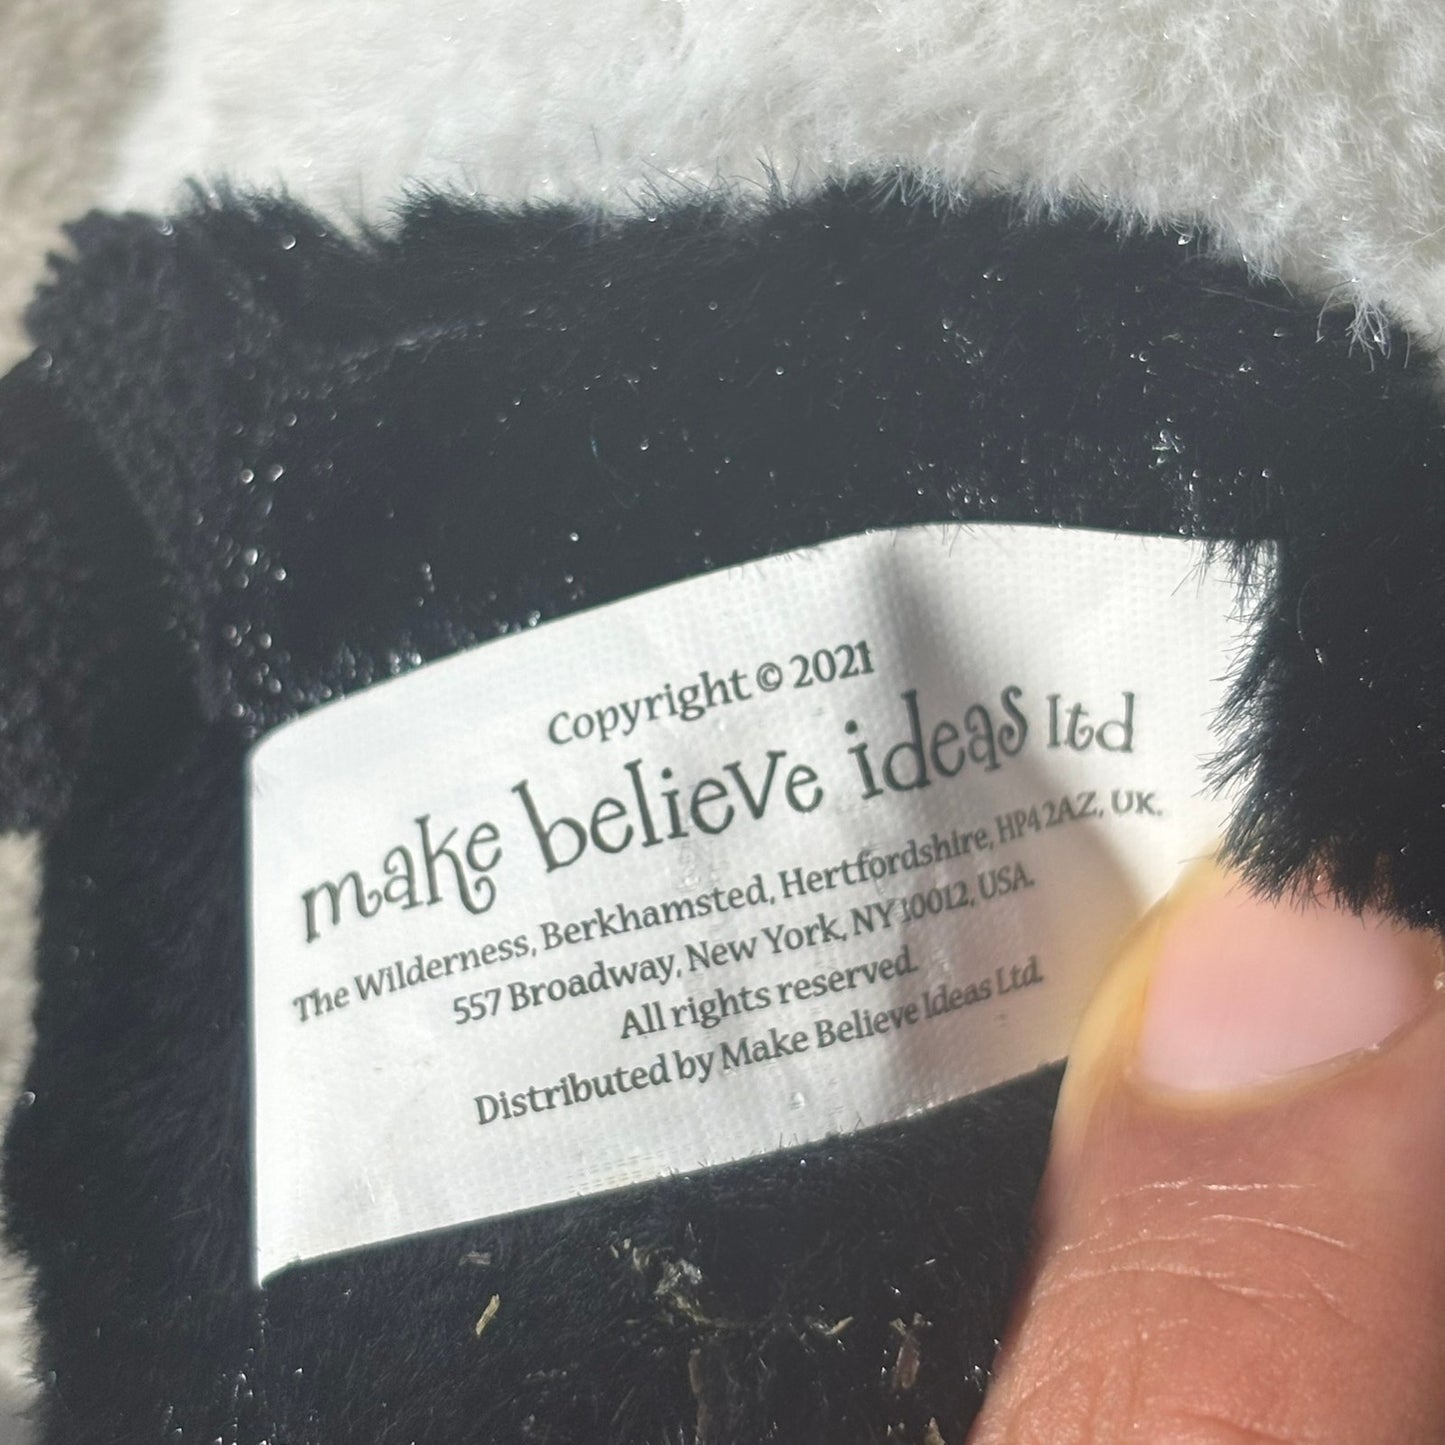 Copyright © 2021
make believe ideas ltd
The Wilderness, Berkhamsted, Hertfordshire, HP4 2AZ, UK.
557 Broadway, New York, NY 10012, USA.
All rights reserved.
Distributed by Make Believe Ideas Ltd.